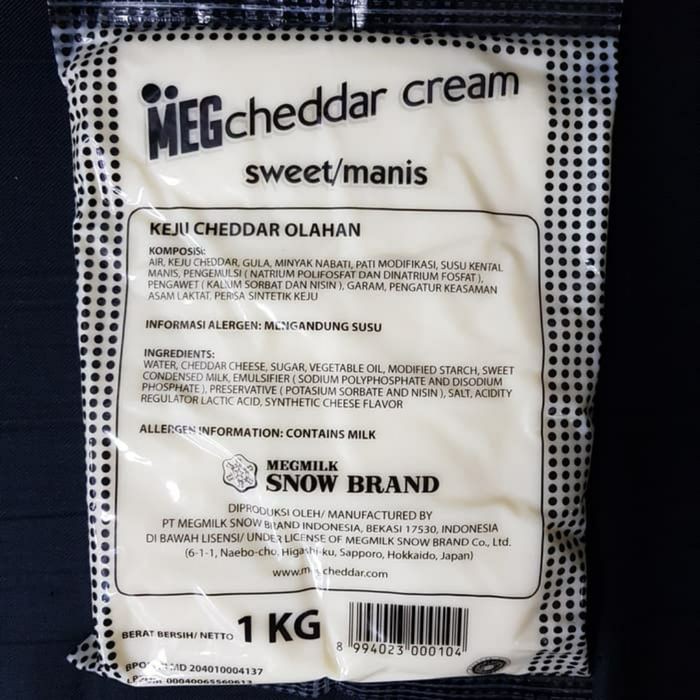 MEG cheddar cream
sweet/manis
KEJU CHEDDAR OLAHAN
KOMPOSISI:
AIR, KEJU CHEDDAR, GULA, MINYAK NABATI, PATI MODIFIKASI, SUSU KENTAL
MANIS, PENGEMULSI ( NATRIUM POLIFOSFAT DAN DINATRIUM FOSFAT ),
PENGAWET ( KALIUM SORBAT DAN NISIN ), GARAM, PENGATUR KEASAMAN
ASAM LAKTAT, PERISA SINTETIK KEJU
INFORMASI ALERGEN: MENGANDUNG SUSU
INGREDIENTS:
WATER, CHEDDAR CHEESE, SUGAR, VEGETABLE OIL, MODIFIED STARCH, SWEET
CONDENSED MILK, EMULSIFIER ( SODIUM POLYPHOSPHATE AND DISODIUM
PHOSPHATE ), PRESERVATIVE ( POTASIUM SORBATE AND NISIN ), SALT, ACIDITY
REGULATOR LACTIC ACID, SYNTHETIC CHEESE FLAVOR
ALLERGEN INFORMATION: CONTAINS MILK
MEGMILK
SNOW BRAND
DIPRODUKSI OLEH/ MANUFACTURED BY
PT MEGMILK SNOW BRAND INDONESIA, BEKASI 17530, INDONESIA
DI BAWAH LISENSI/ UNDER LICENSE OF MEGMILK SNOW BRAND Co., Ltd.
(6-1-1, Naebo-cho, Higashi-ku, Sapporo, Hokkaido, Japan)
www.megcheddar.com
BERAT BERSIH/ NETTO 1 KG
8 994023 000104
MD 204010004137